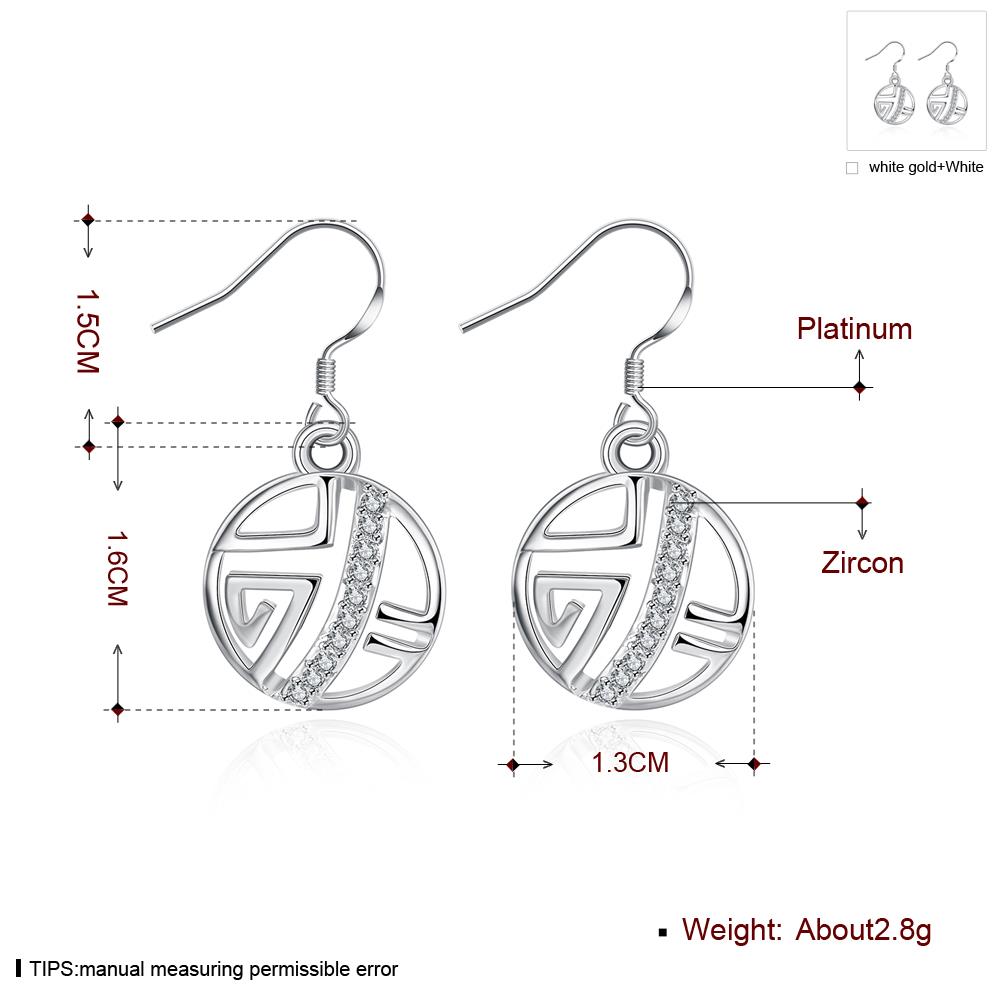 white gold+White
1.5CM
Platinum
1.6CM
Zircon
1.3CM
Weight: About2.8g
TIPS:manual measuring permissible error